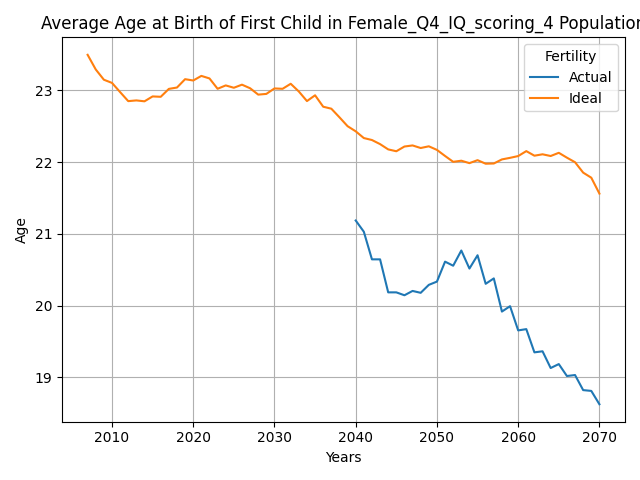 Average Age at Birth of First Child in Female_Q4_IQ_scoring_4 Population
Fertility
Actual
Ideal
23
22
21
20
19
Age
2010 2020 2030 2040 2050 2060 2070
Years